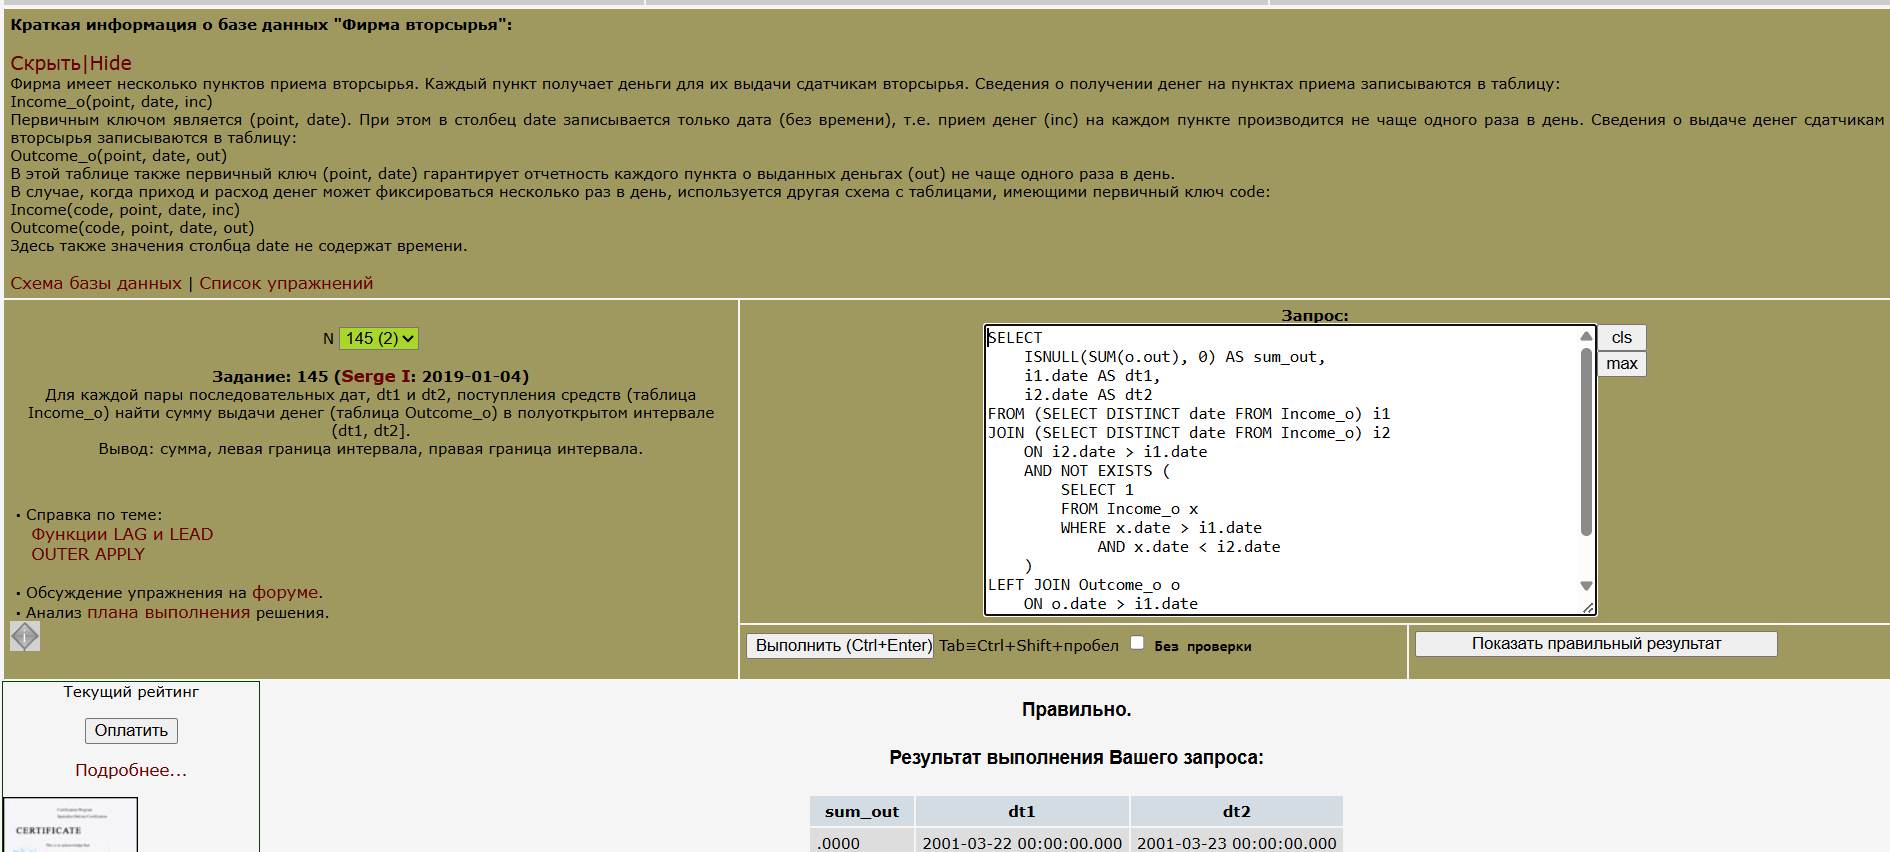 Краткая информация о базе данных "Фирма вторсырья":
Скрыть|Hide
Фирма имеет несколько пунктов приема вторсырья. Каждый пункт получает деньги для их выдачи сдатчикам вторсырья. Сведения о получении денег на пунктах приема записываются в таблицу:
Income_o(point, date, inc)
Первичным ключом является (point, date). При этом в столбец date записывается только дата (без времени), т.е. прием денег (inc) на каждом пункте производится не чаще одного раза в день. Сведения о выдаче денег сдатчикам
вторсырья записываются в таблицу:
Outcome_o(point, date, out)
В этой таблице также первичный ключ (point, date) гарантирует отчетность каждого пункта о выданных деньгах (out) не чаще одного раза в день.
В случае, когда приход и расход денег может фиксироваться несколько раз в день, используется другая схема с таблицами, имеющими первичный ключ code:
Income(code, point, date, inc)
Outcome(code, point, date, out)
Здесь также значения столбца date не содержат времени.
Схема базы данных | Список упражнений
N 145 (2)
Задание: 145 (Serge I: 2019-01-04)
Для каждой пары последовательных дат, dt1 и dt2, поступления средств (таблица
Income_o) найти сумму выдачи денег (таблица Outcome_o) в полуоткрытом интервале
(dt1, dt2].
Вывод: сумма, левая граница интервала, правая граница интервала.
· Справка по теме:
Функции LAG и LEAD
OUTER APPLY
· Обсуждение упражнения на форуме.
· Анализ плана выполнения решения.
Запрос:
SELECT
ISNULL(SUM(o.out), 0) AS sum_out,
i1.date AS dt1,
i2.date AS dt2
FROM (SELECT DISTINCT date FROM Income_o) i1
JOIN (SELECT DISTINCT date FROM Income_o) i2
ON i2.date > i1.date
AND NOT EXISTS (
SELECT 1
FROM Income_o x
WHERE x.date > i1.date
AND x.date < i2.date
)
LEFT JOIN Outcome_o o
ON o.date > i1.date
cls
max
Выполнить (Ctrl+Enter) Tab≡Ctrl+Shift+пробел Без проверки
Показать правильный результат
Текущий рейтинг
Оплатить
Подробнее...
CERTIFICATE
Правильно.
Результат выполнения Вашего запроса:
sum_out dt1 dt2
.0000 2001-03-22 00:00:00.000 2001-03-23 00:00:00.000